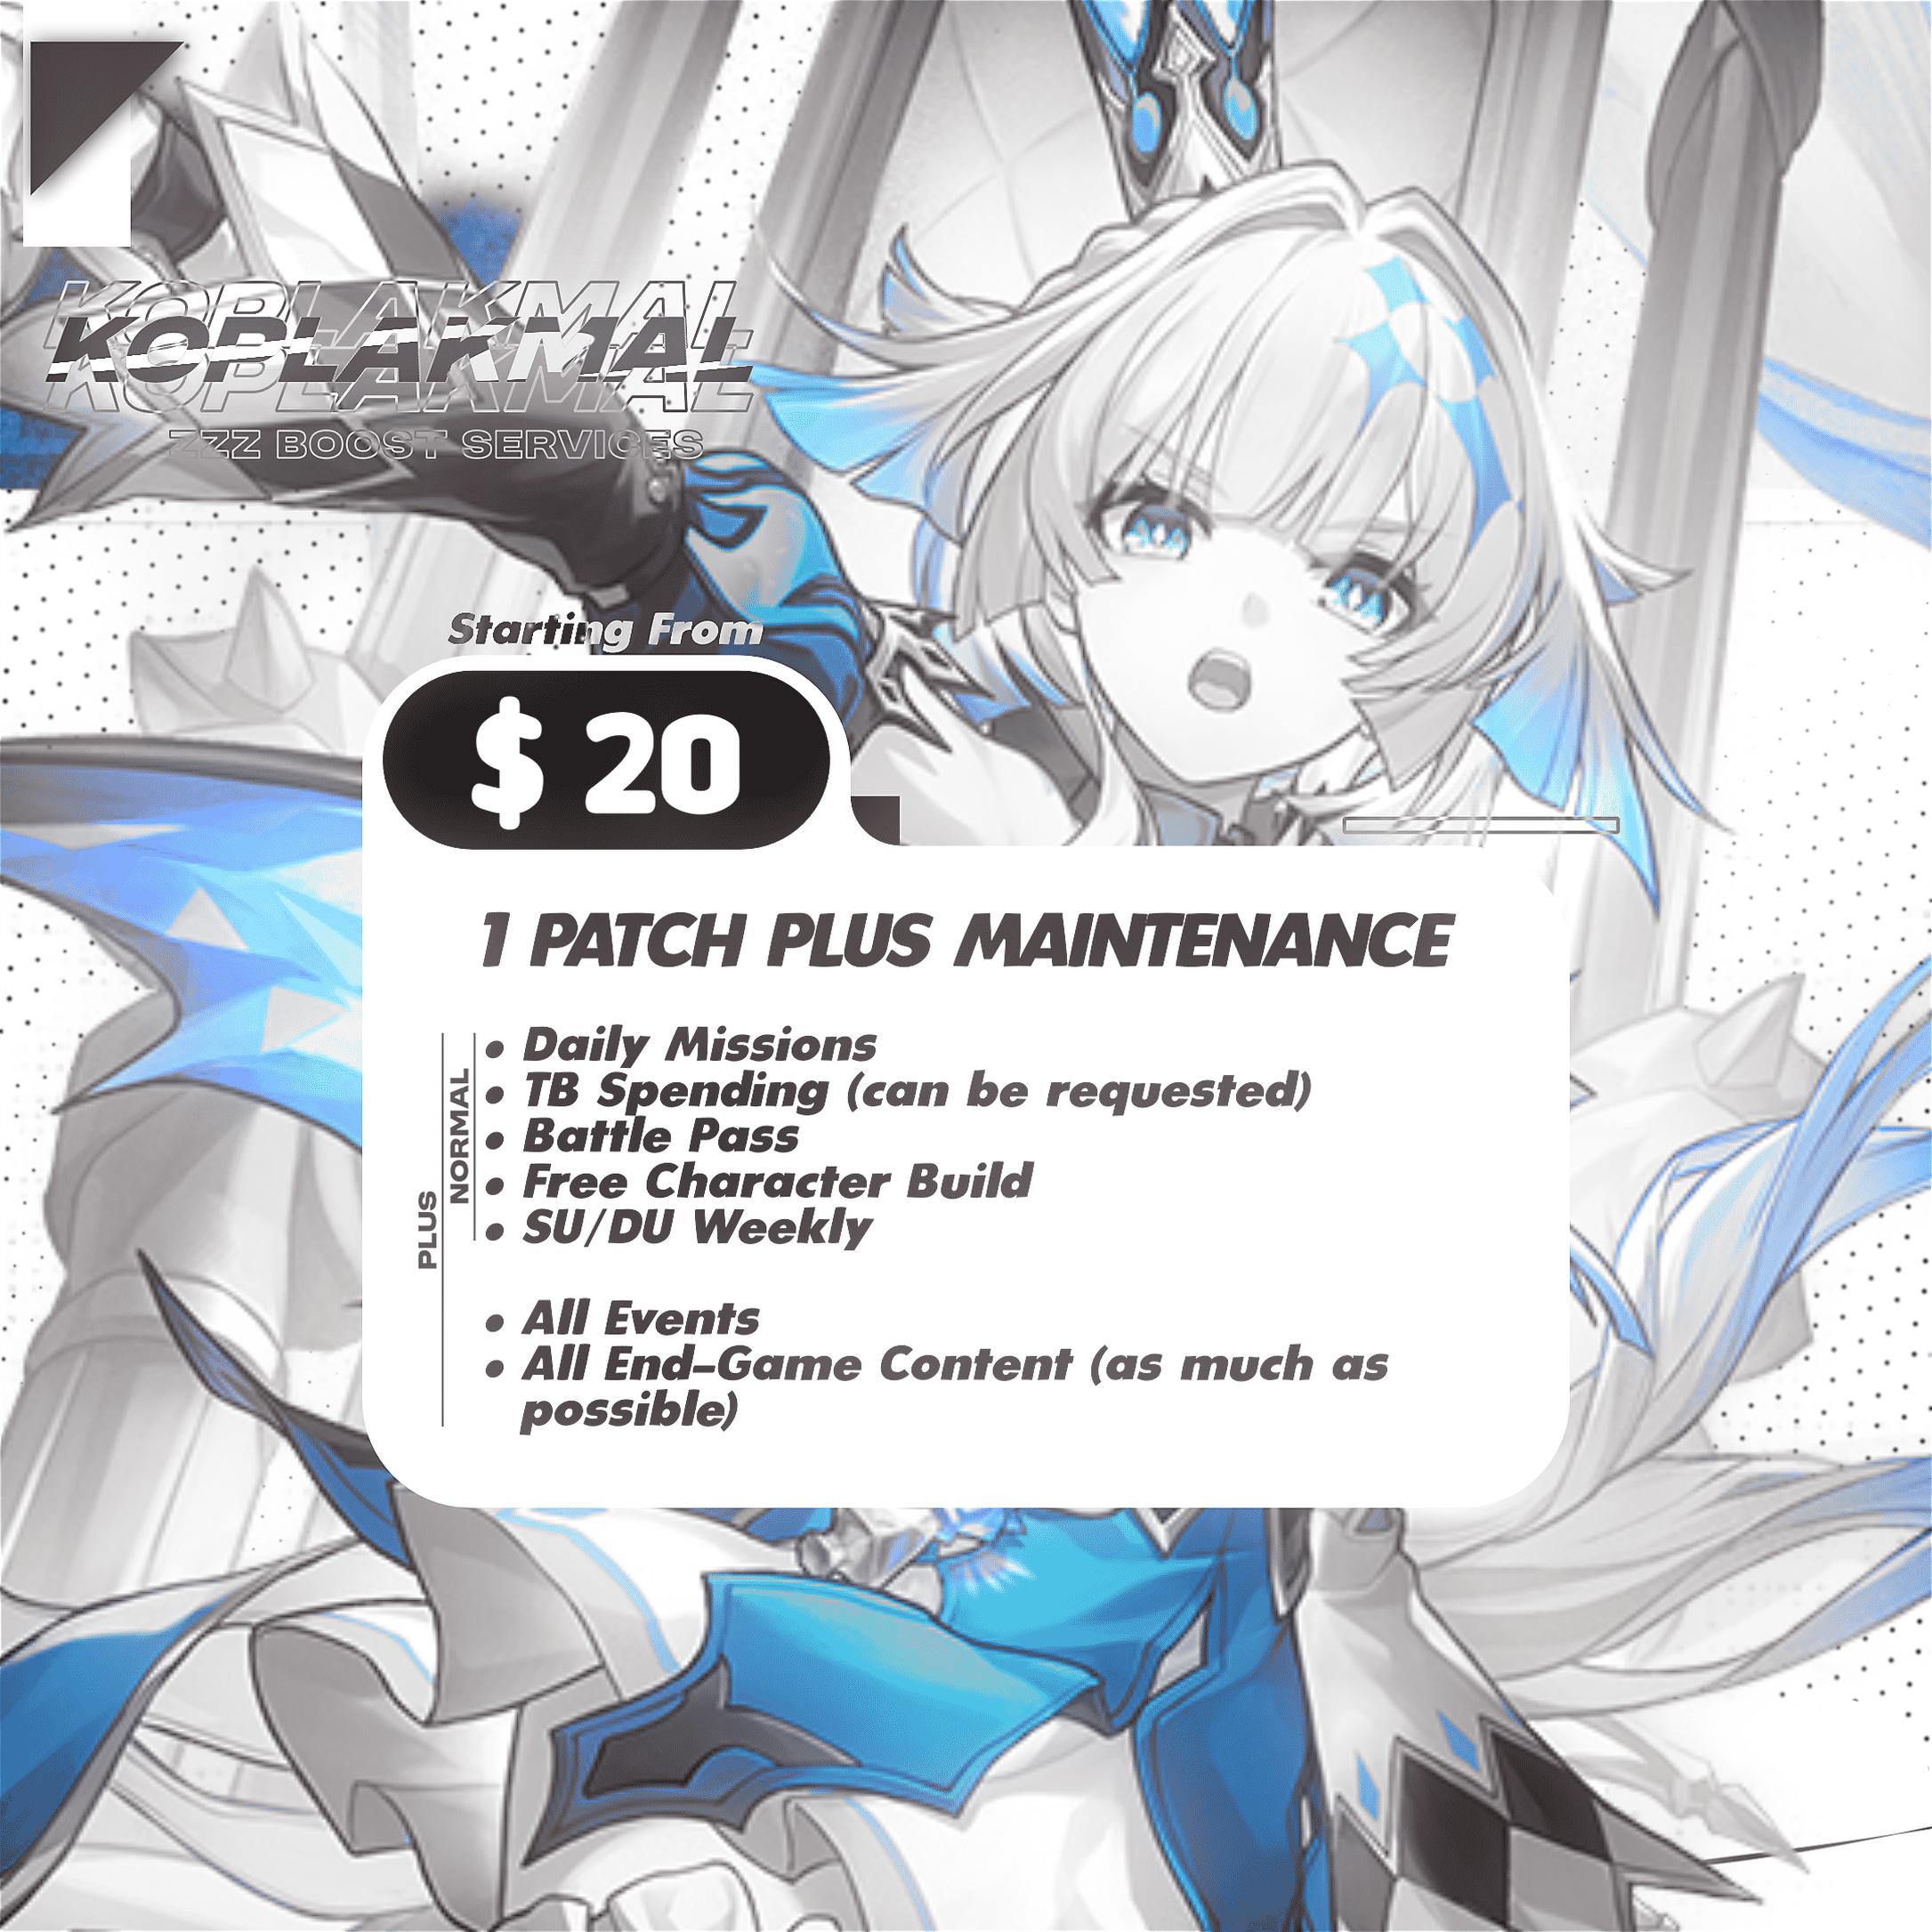 KOPLAKMAL
KOPLAKMAL
KOPLAKMAL
ZZZ BOOST SERVICES
Starting From
$ 20
1 PATCH PLUS MAINTENANCE
PLUS
NORMAL
• Daily Missions
• TB Spending (can be requested)
• Battle Pass
• Free Character Build
• SU/DU Weekly
• All Events
• All End-Game Content (as much as
possible)